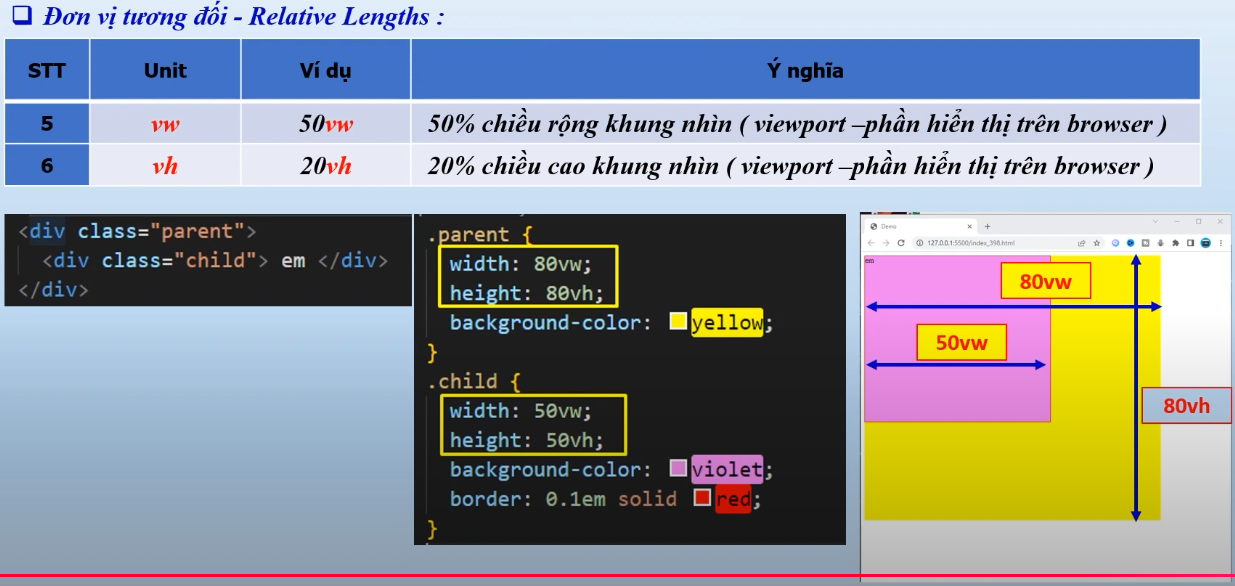 ❑ Đơn vị tương đối - Relative Lengths :
STT Unit Ví dụ Ý nghĩa
5 vw 50vw 50% chiều rộng khung nhìn ( viewport –phần hiển thị trên browser )
6 vh 20vh 20% chiều cao khung nhìn ( viewport –phần hiển thị trên browser )
<div class="parent">
<div class="child"> em </div>
</div>
.parent {
width: 80vw;
height: 80vh;
background-color: yellow;
}
.child {
width: 50vw;
height: 50vh;
background-color: violet;
border: 0.1em solid red;
}
Demo
127.0.0.1:5500/index_398.html
em
80vw
50vw
80vh